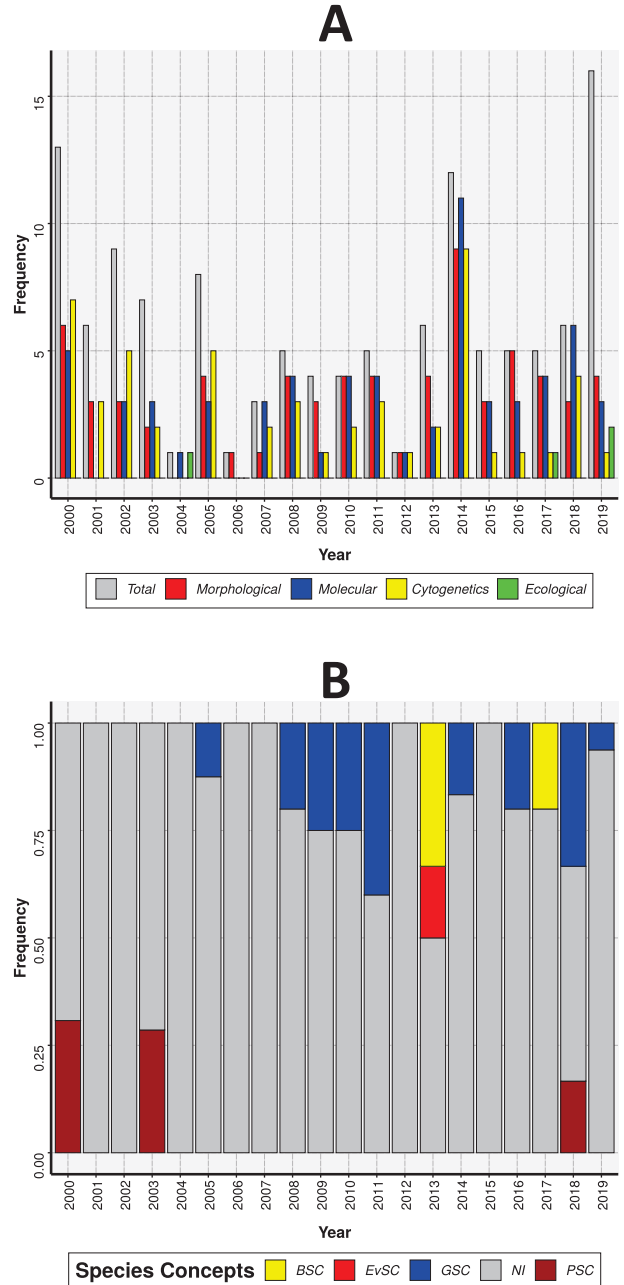 A
Frequency
15
10
5
0
2000 2001 2002 2003 2004 2005 2006 2007 2008 2009 2010 2011 2012 2013 2014 2015 2016 2017 2018 2019
Year
Total Morphological Molecular Cytogenetics Ecological
B
Frequency
1.00
0.75
0.50
0.25
0.00
2000 2001 2002 2003 2004 2005 2006 2007 2008 2009 2010 2011 2012 2013 2014 2015 2016 2017 2018 2019
Year
Species Concepts BSC EvSC GSC NI PSC